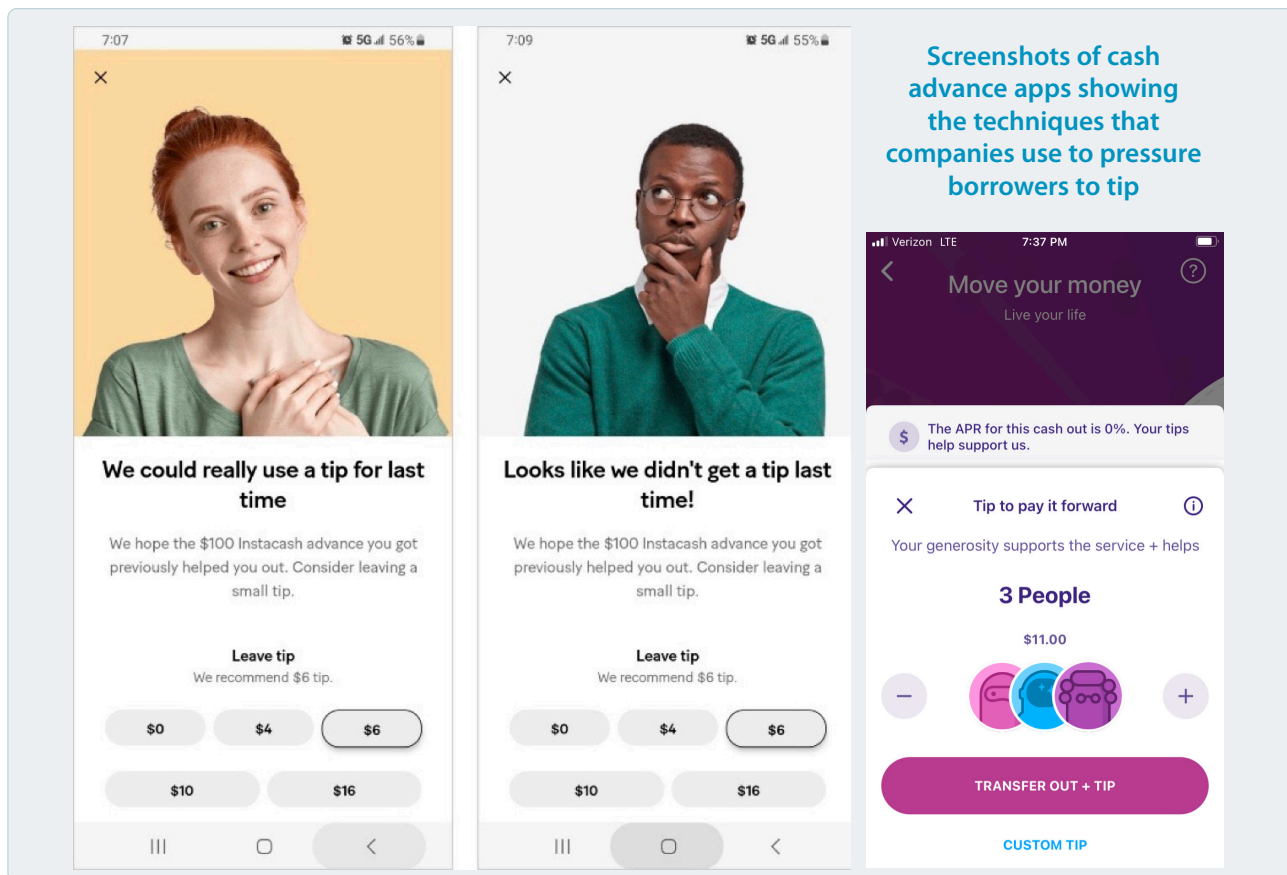 7:07
5G 56%
We could really use a tip for last
time
We hope the $100 Instacash advance you got
previously helped you out. Consider leaving a
small tip.
Leave tip
We recommend $6 tip.
$0 $4 $6
$10 $16
7:09
5G 55%
Looks like we didn't get a tip last
time!
We hope the $100 Instacash advance you got
previously helped you out. Consider leaving a
small tip.
Leave tip
We recommend $6 tip.
$0 $4 $6
$10 $16
Screenshots of cash
advance apps showing
the techniques that
companies use to pressure
borrowers to tip
Verizon LTE 7:37 PM
Move your money
Live your life
The APR for this cash out is 0%. Your tips
help support us.
Tip to pay it forward
Your generosity supports the service + helps
3 People
$11.00
TRANSFER OUT + TIP
CUSTOM TIP